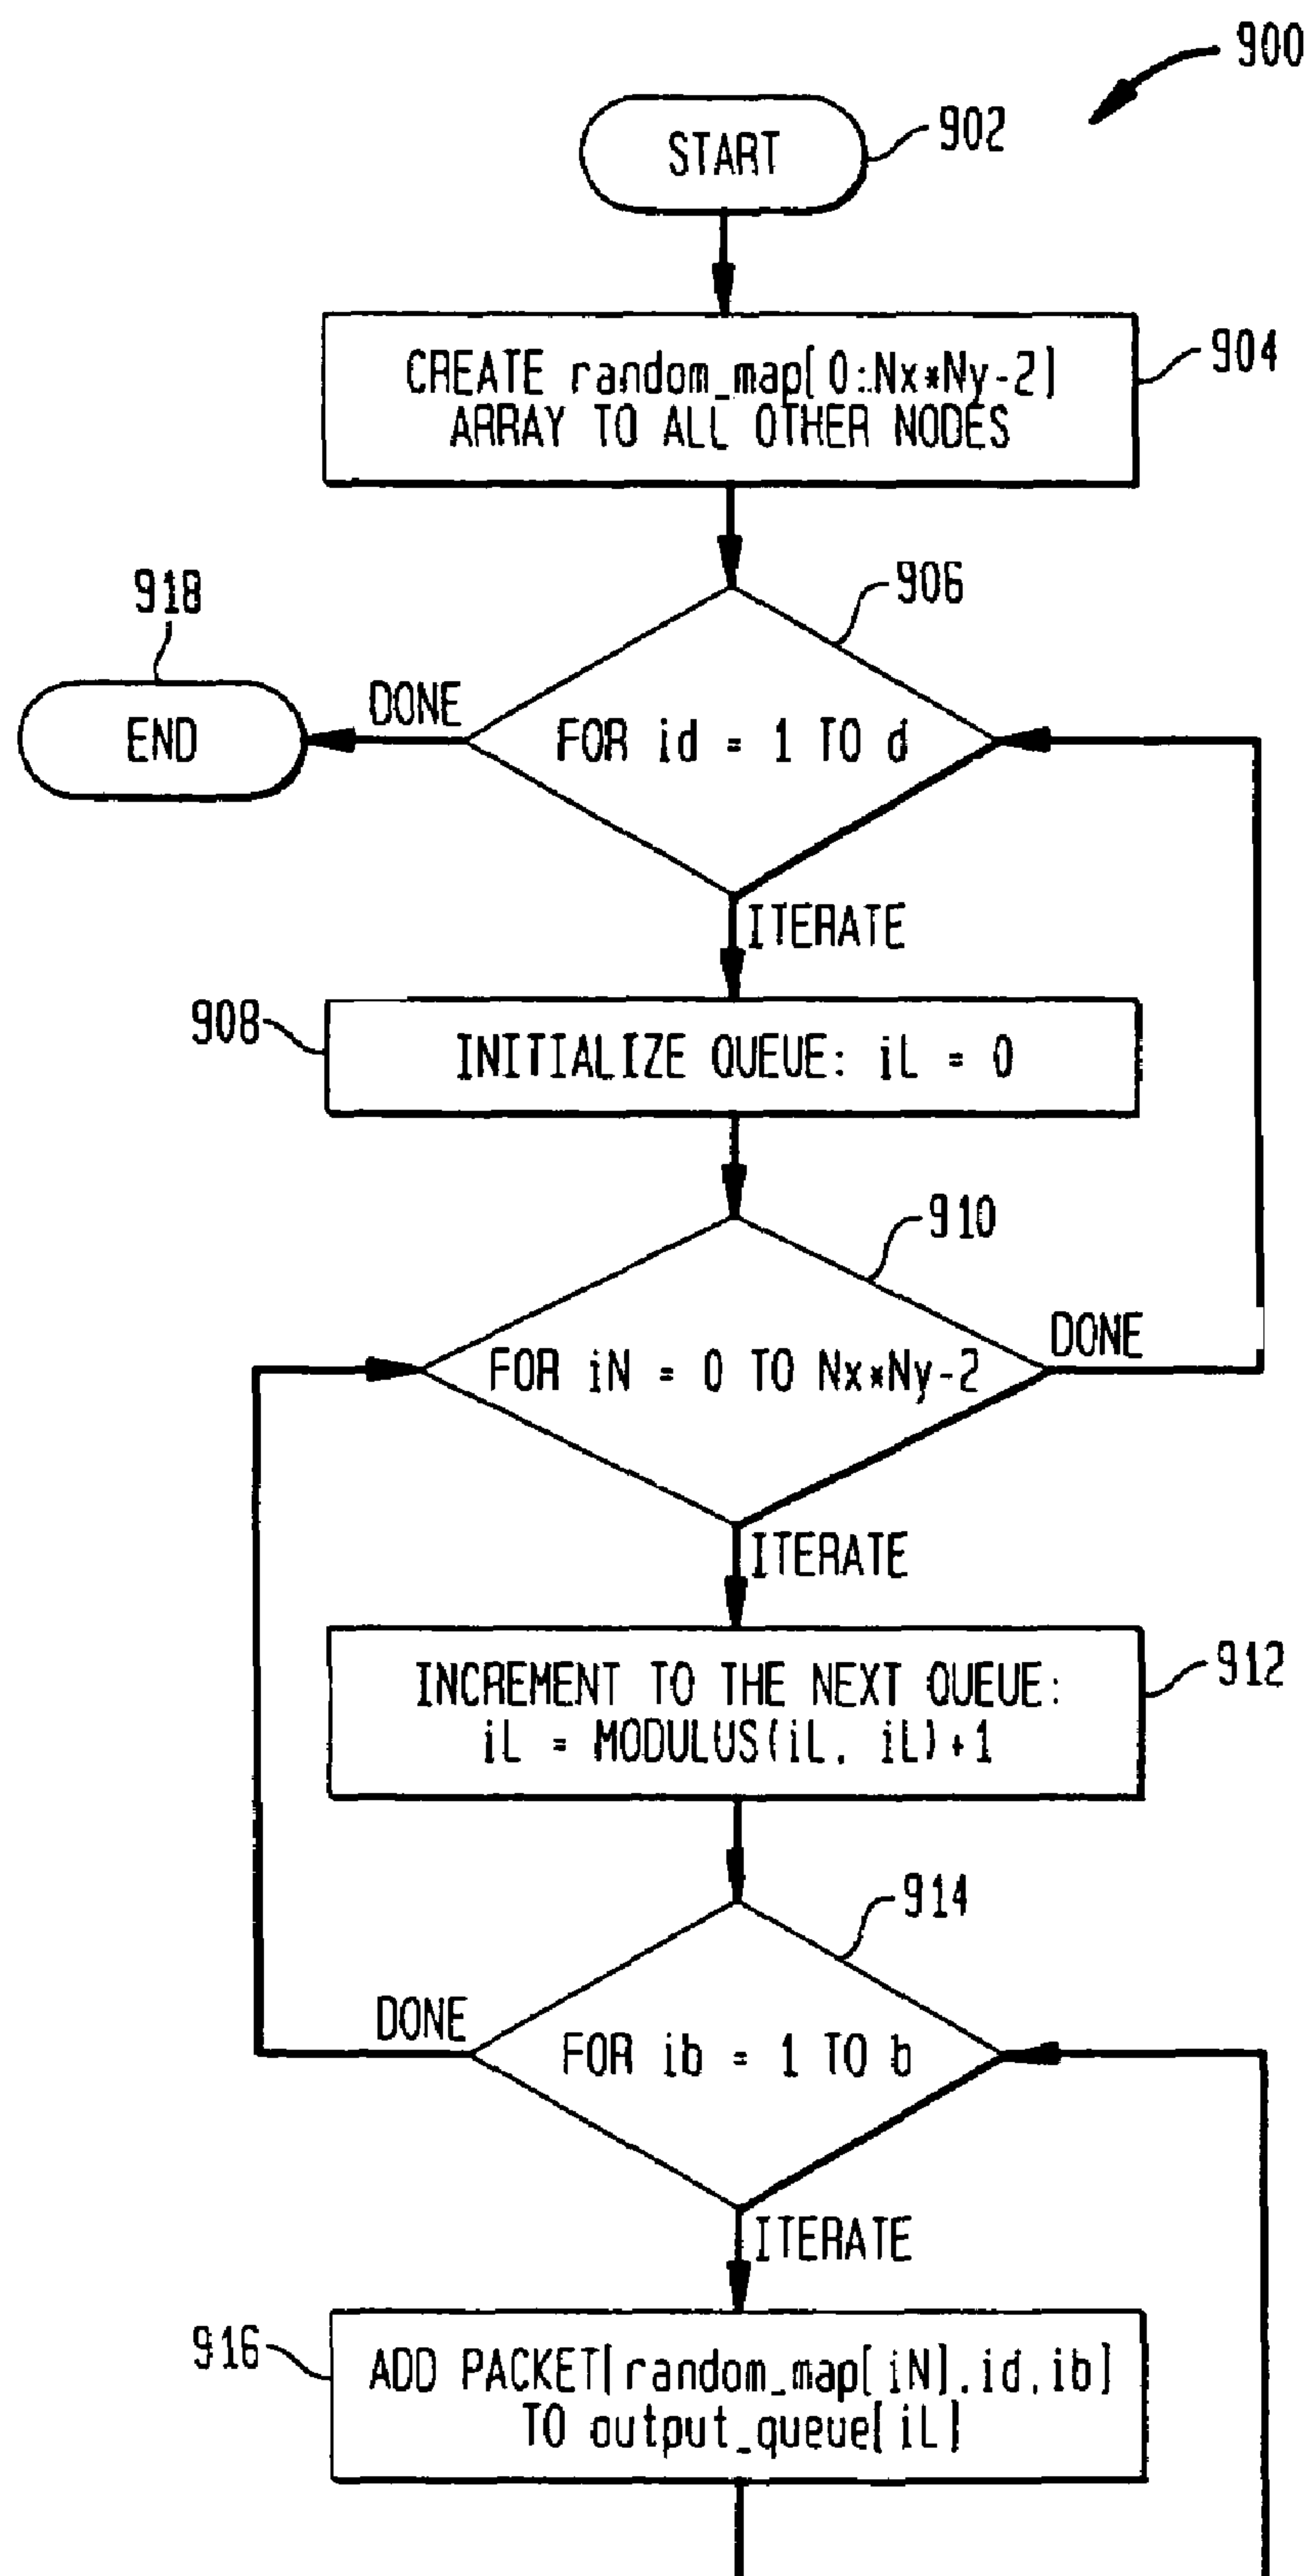 900
START
902
CREATE random_map[0:Nx*Ny-2]
ARRAY TO ALL OTHER NODES
904
906
918
END
DONE
FOR id = 1 TO d
ITERATE
908
INITIALIZE QUEUE: iL = 0
910
FOR iN = 0 TO Nx*Ny-2
DONE
ITERATE
912
INCREMENT TO THE NEXT QUEUE:
iL = MODULUS(iL, iL)+1
914
DONE
FOR ib = 1 TO b
ITERATE
916
ADD PACKET[random_map[iN],id,ib]
TO output_queue[iL]